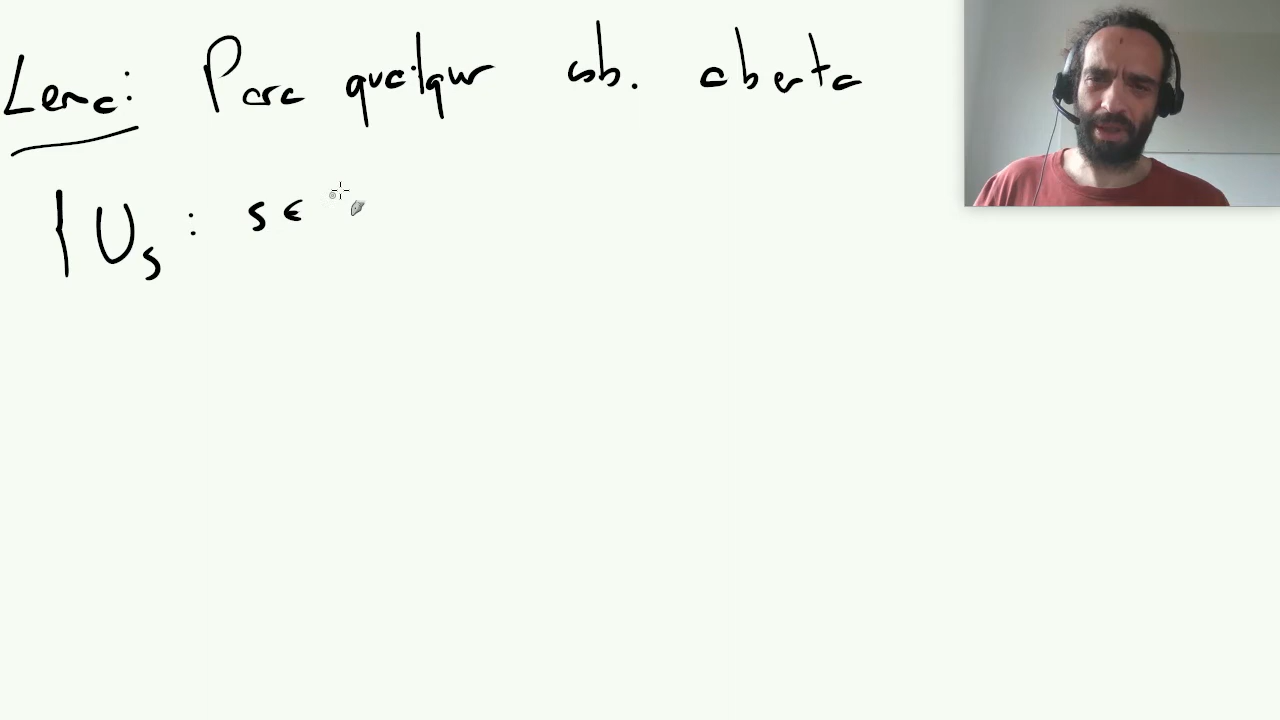 Lema: Para qualquer cob. aberta
{ U_s : s ∈